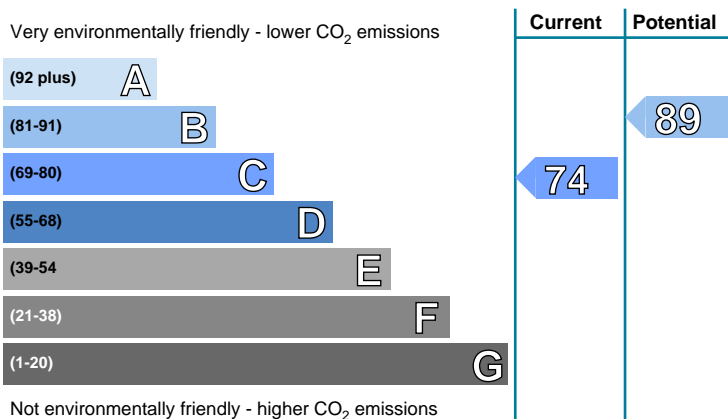 Very environmentally friendly - lower CO2 emissions
Current
Potential
(92 plus) A
(81-91) B
89
(69-80) C
74
(55-68) D
(39-54 E
(21-38) F
(1-20) G
Not environmentally friendly - higher CO2 emissions